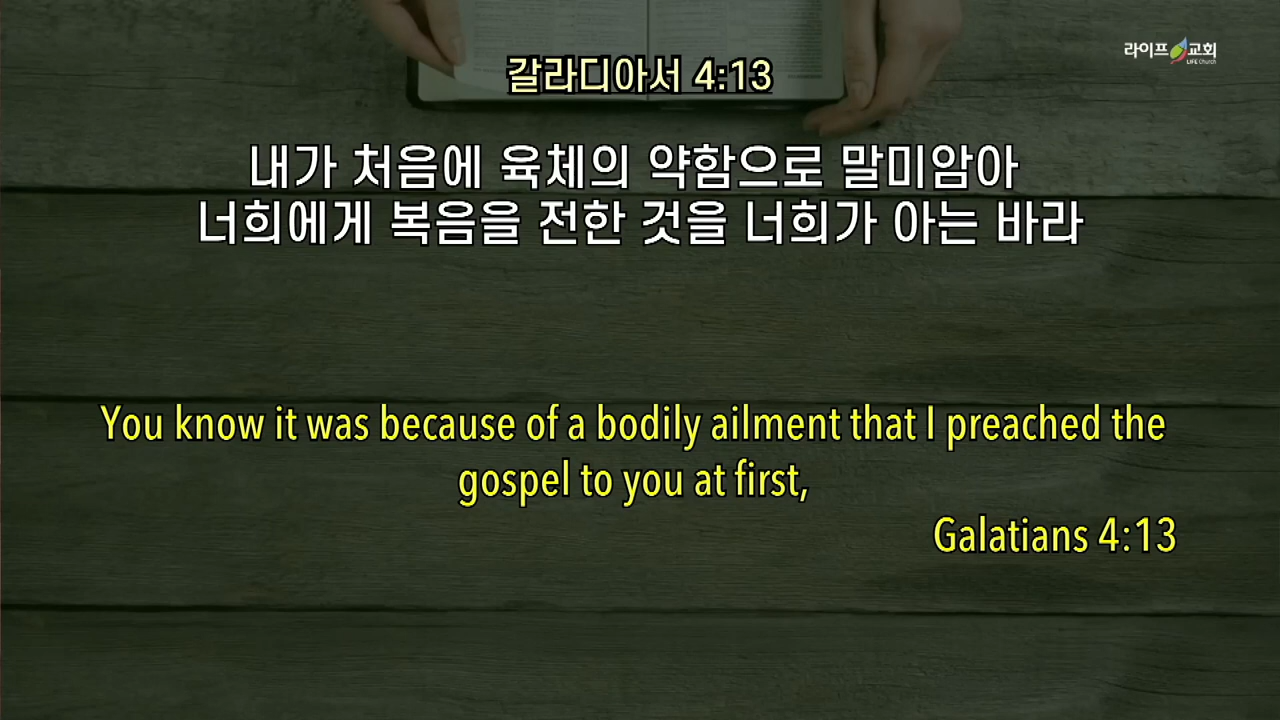 라이프 교회
LIFE Church
갈라디아서 4:13
내가 처음에 육체의 약함으로 말미암아
너희에게 복음을 전한 것을 너희가 아는 바라
You know it was because of a bodily ailment that I preached the
gospel to you at first,
Galatians 4:13